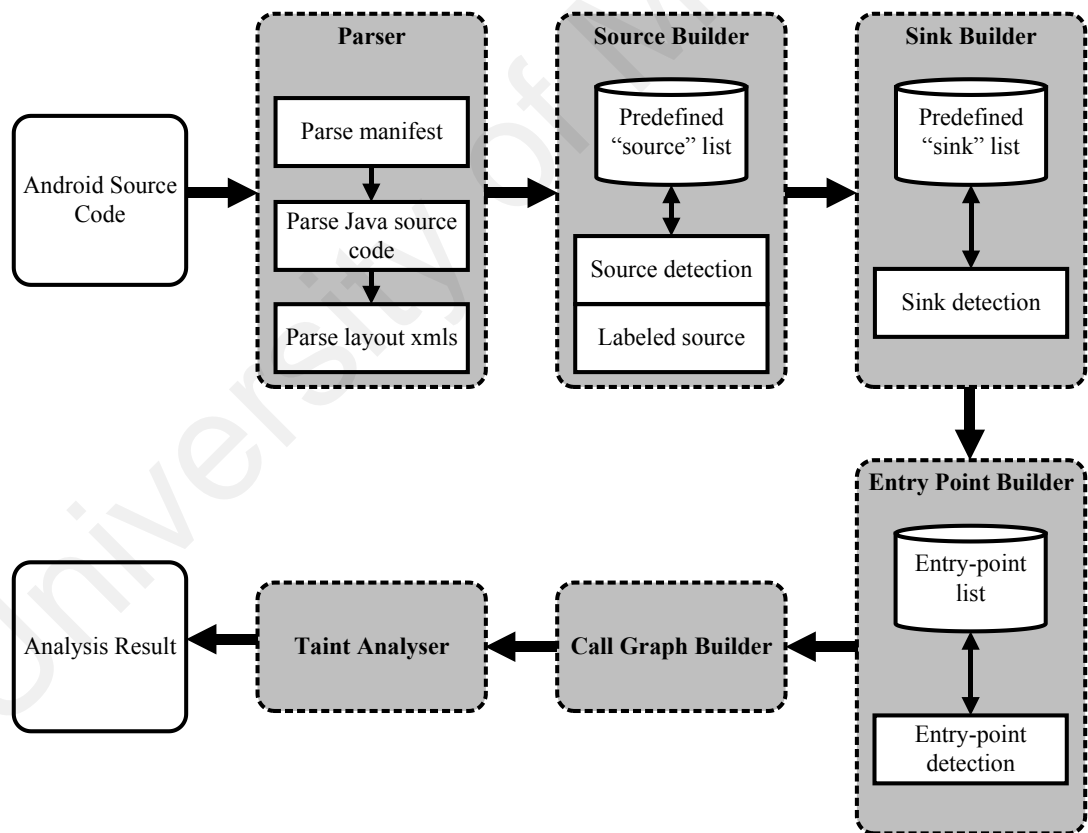 Parser
Source Builder
Sink Builder
Android Source
Code
Parse manifest
Parse Java source
code
Parse layout xmls
Predefined
“source” list
Source detection
Labeled source
Predefined
“sink” list
Sink detection
Entry Point Builder
Entry-point
list
Entry-point
detection
Call Graph Builder
Taint Analyser
Analysis Result
University of M